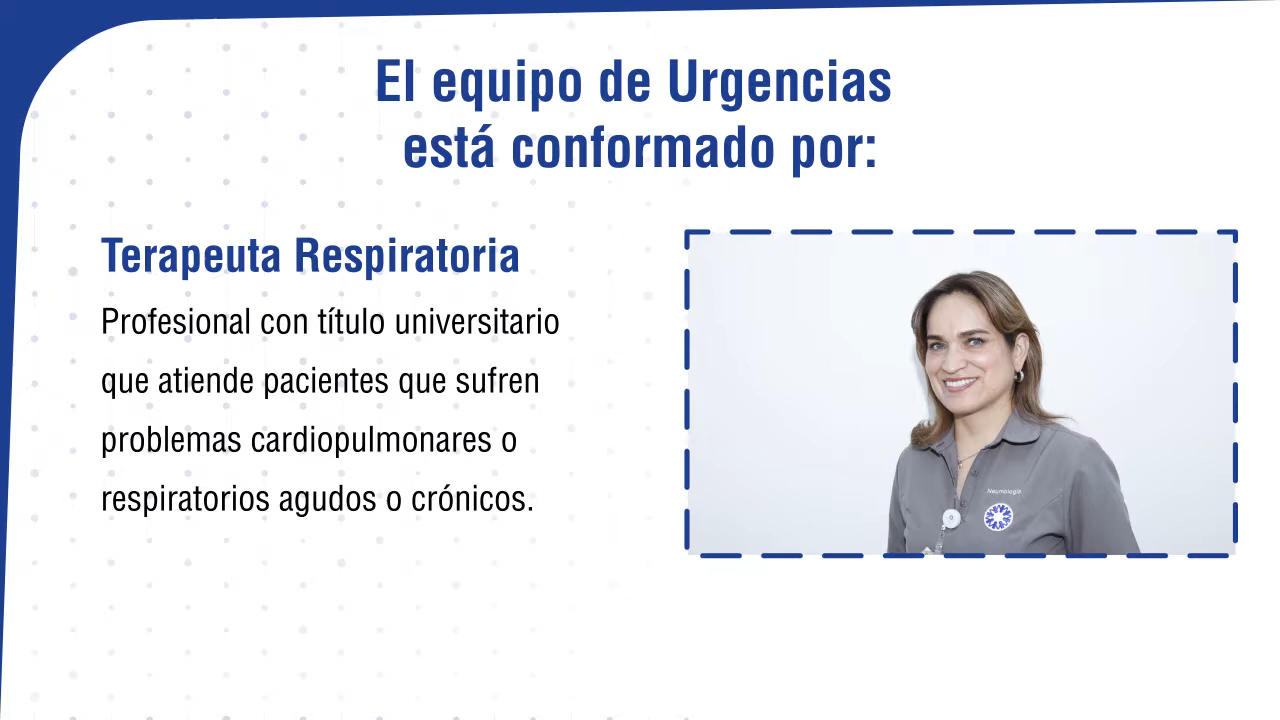 El equipo de Urgencias
está conformado por:
Terapeuta Respiratoria
Profesional con título universitario
que atiende pacientes que sufren
problemas cardiopulmonares o
respiratorios agudos o crónicos.
Neumología